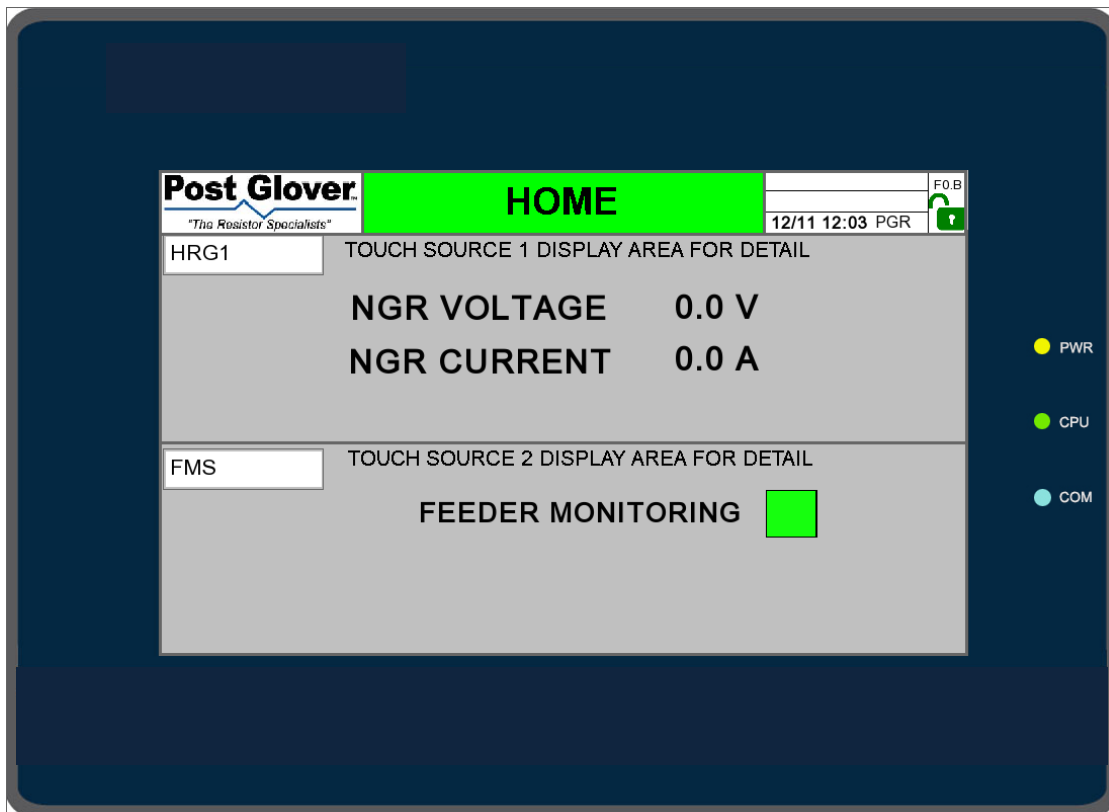 Post Glover
"The Resistor Specialists"
HOME
12/11 12:03 PGR
F0.B
HRG1
TOUCH SOURCE 1 DISPLAY AREA FOR DETAIL
NGR VOLTAGE 0.0 V
NGR CURRENT 0.0 A
PWR
CPU
FMS
TOUCH SOURCE 2 DISPLAY AREA FOR DETAIL
COM
FEEDER MONITORING